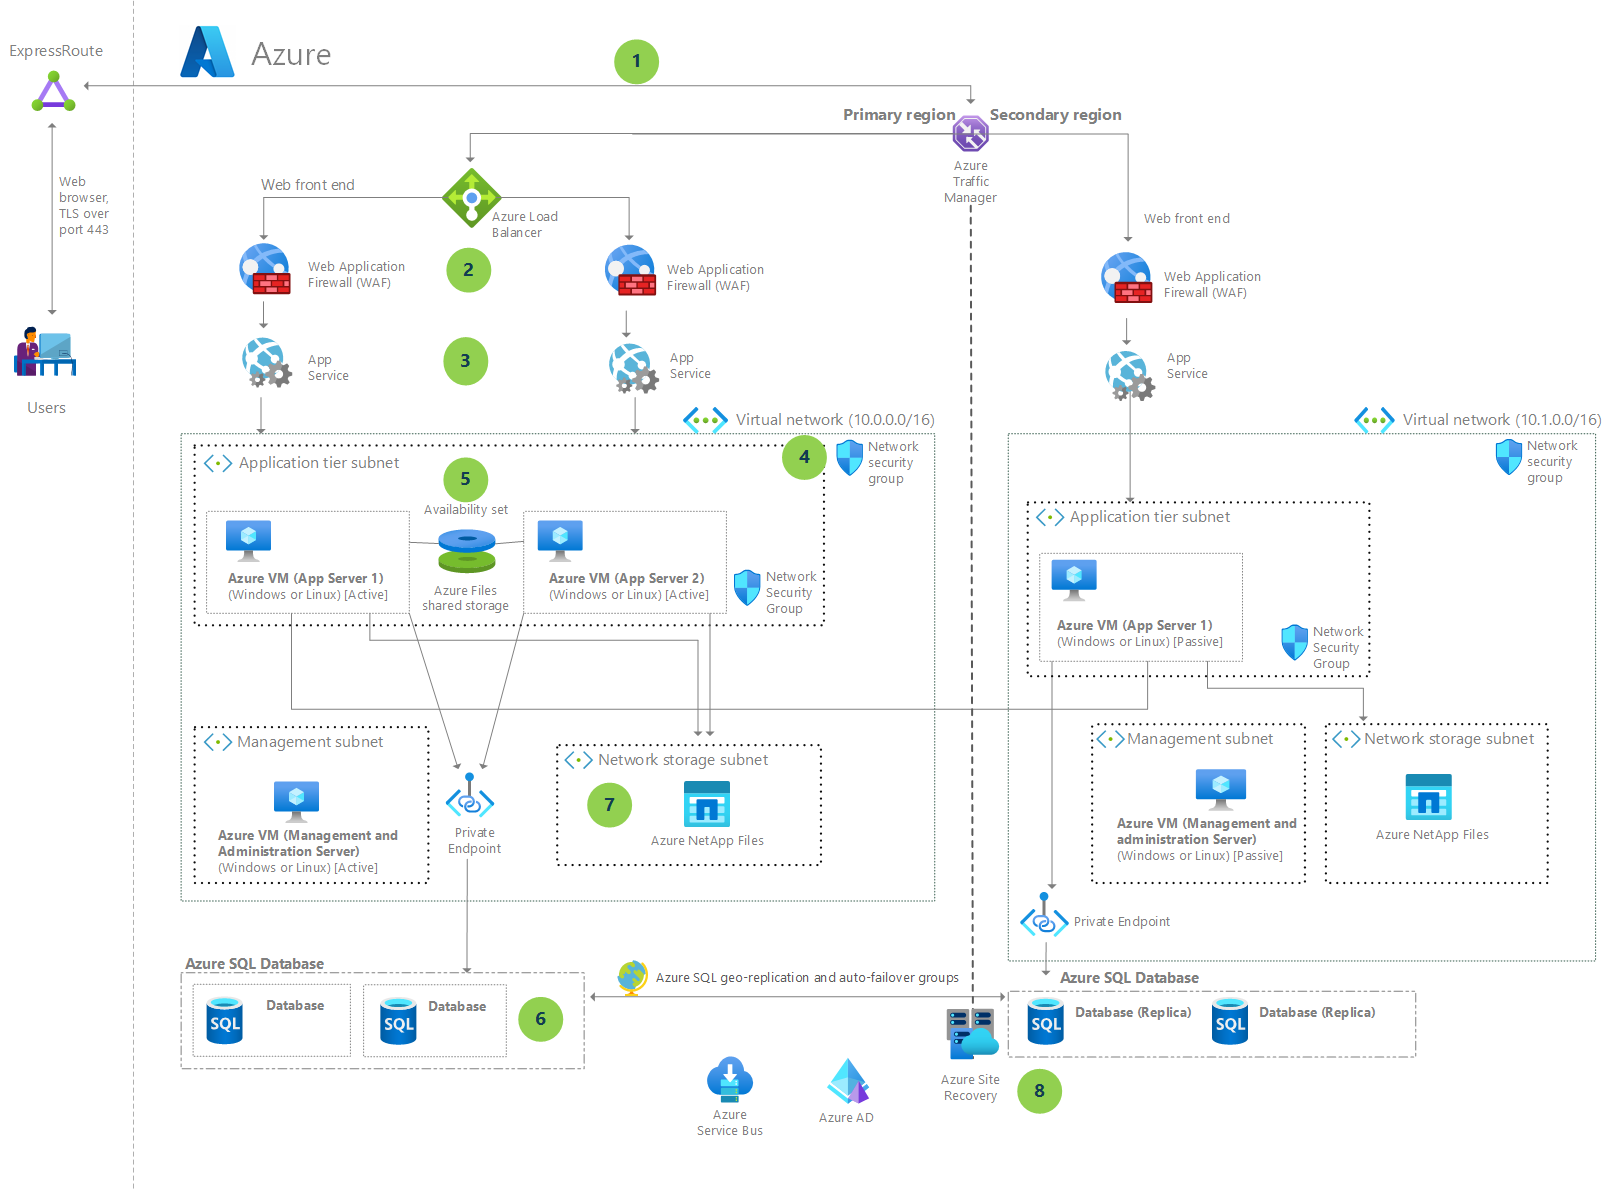 ExpressRoute
Azure
1
Primary region
Secondary region
Azure
Traffic
Manager
Web
browser,
TLS over
port 443
Users
Web front end
Azure Load
Balancer
Web front end
2
Web Application
Firewall (WAF)
Web Application
Firewall (WAF)
Web Application
Firewall (WAF)
3
App
Service
App
Service
App
Service
Virtual network (10.0.0.0/16)
Virtual network (10.1.0.0/16)
4
Network
security
group
Network
security
group
Application tier subnet
5
Availability set
Azure VM (App Server 1)
(Windows or Linux) [Active]
Azure Files
shared storage
Azure VM (App Server 2)
(Windows or Linux) [Active]
Network
Security
Group
Application tier subnet
Azure VM (App Server 1)
(Windows or Linux) [Passive]
Network
Security
Group
Management subnet
Azure VM (Management and
Administration Server)
(Windows or Linux) [Active]
Private
Endpoint
Network storage subnet
7
Azure NetApp Files
Management subnet
Azure VM (Management and
administration Server)
(Windows or Linux) [Passive]
Network storage subnet
Azure NetApp Files
Private Endpoint
Azure SQL Database
SQL
Database
SQL
Database
6
Azure SQL geo-replication and auto-failover groups
Azure SQL Database
SQL
Database (Replica)
SQL
Database (Replica)
Azure
Service Bus
Azure AD
Azure Site
Recovery
8